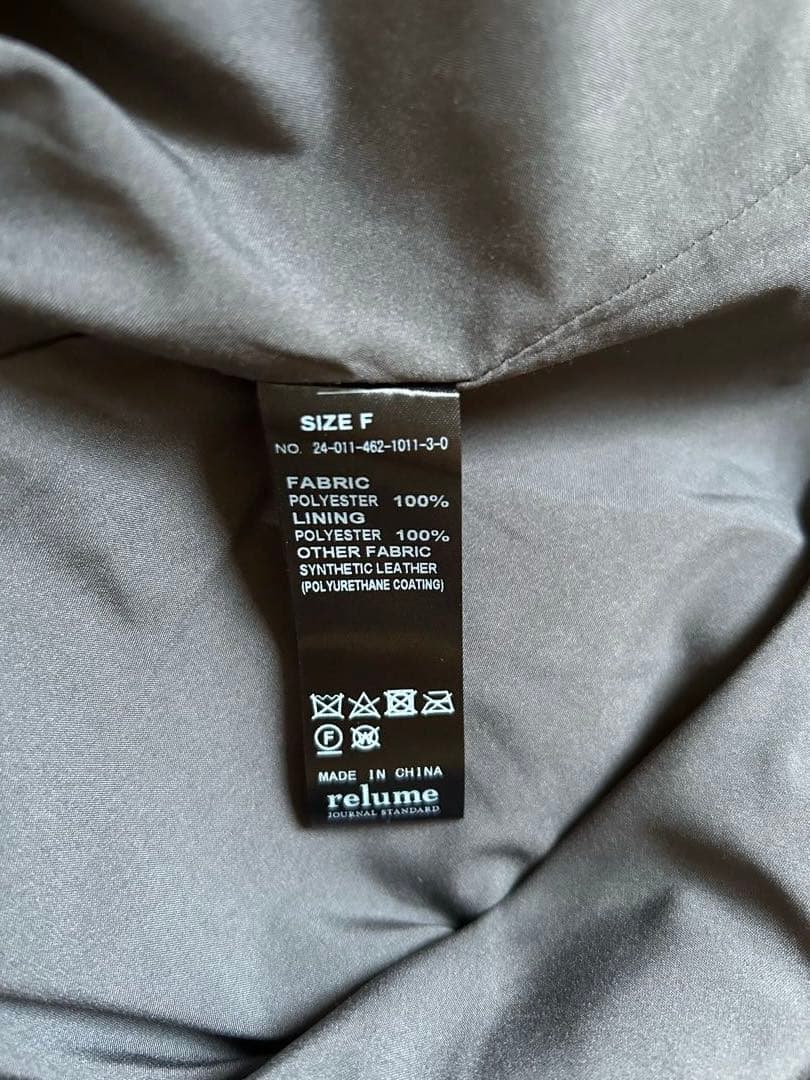 SIZE F
NO. 24-011-462-1011-3-0
FABRIC
POLYESTER 100%
LINING
POLYESTER 100%
OTHER FABRIC
SYNTHETIC LEATHER
(POLYURETHANE COATING)
F W
MADE IN CHINA
relume
JOURNAL STANDARD